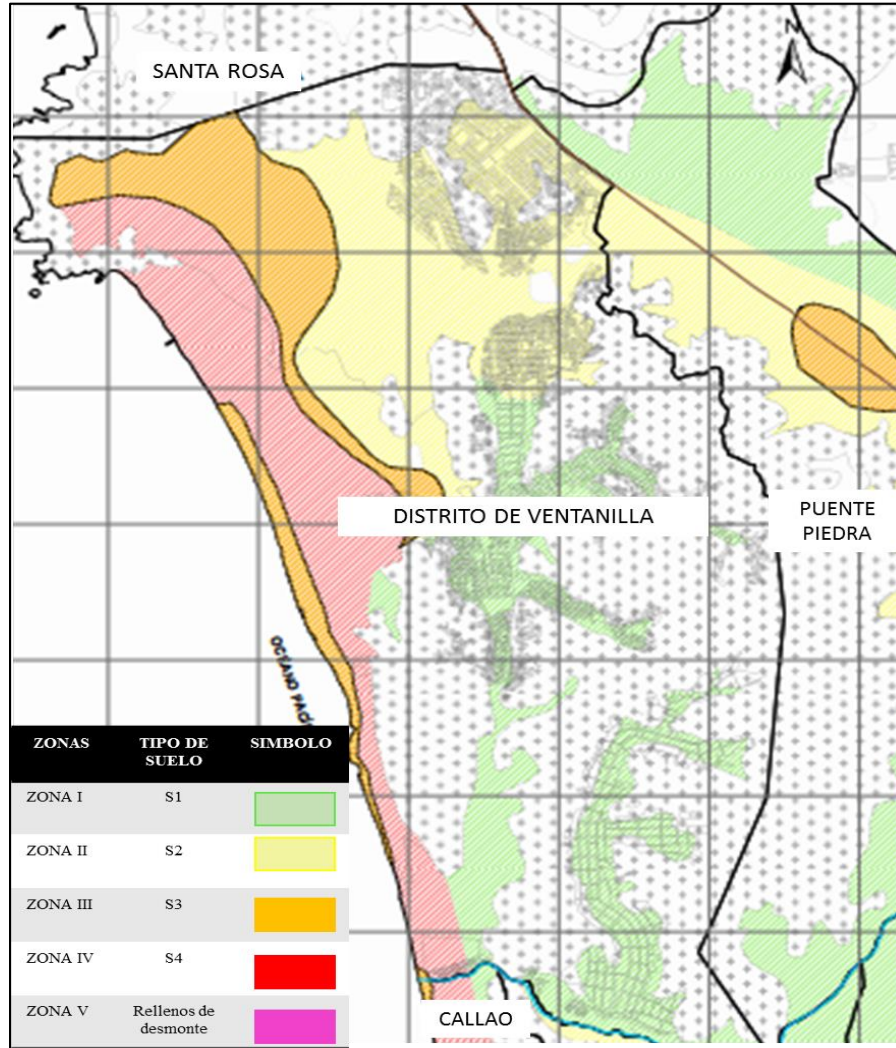 SANTA ROSA
N
DISTRITO DE VENTANILLA
PUENTE
PIEDRA
OCEANO
ZONAS TIPO DE SUELO SIMBOLO
ZONA I S1
ZONA II S2
ZONA III S3
ZONA IV S4
ZONA V Rellenos de desmonte
CALLAO